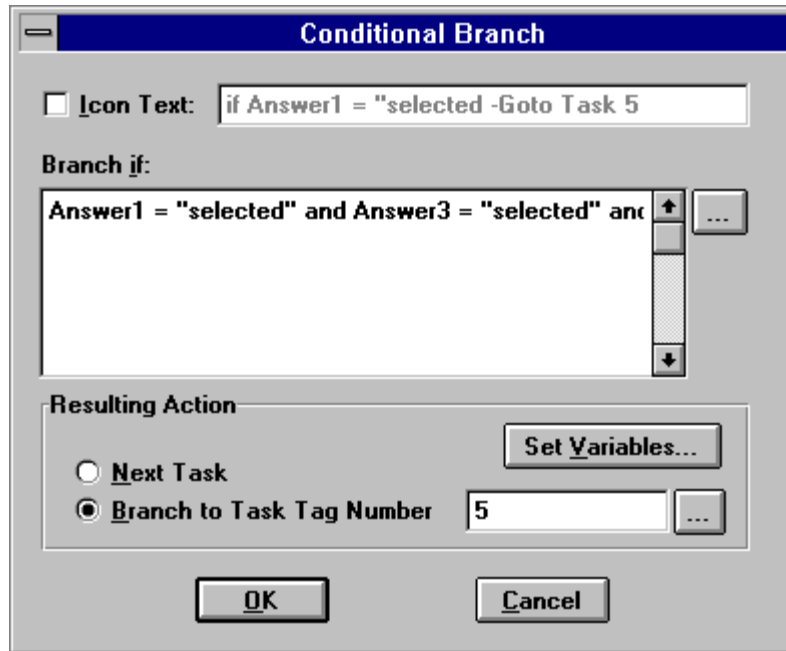 Conditional Branch
Icon Text: if Answer1 = "selected -Goto Task 5
Branch if:
Answer1 = "selected" and Answer3 = "selected" and
...
Resulting Action
Set Variables...
Next Task
Branch to Task Tag Number 5 ...
OK Cancel